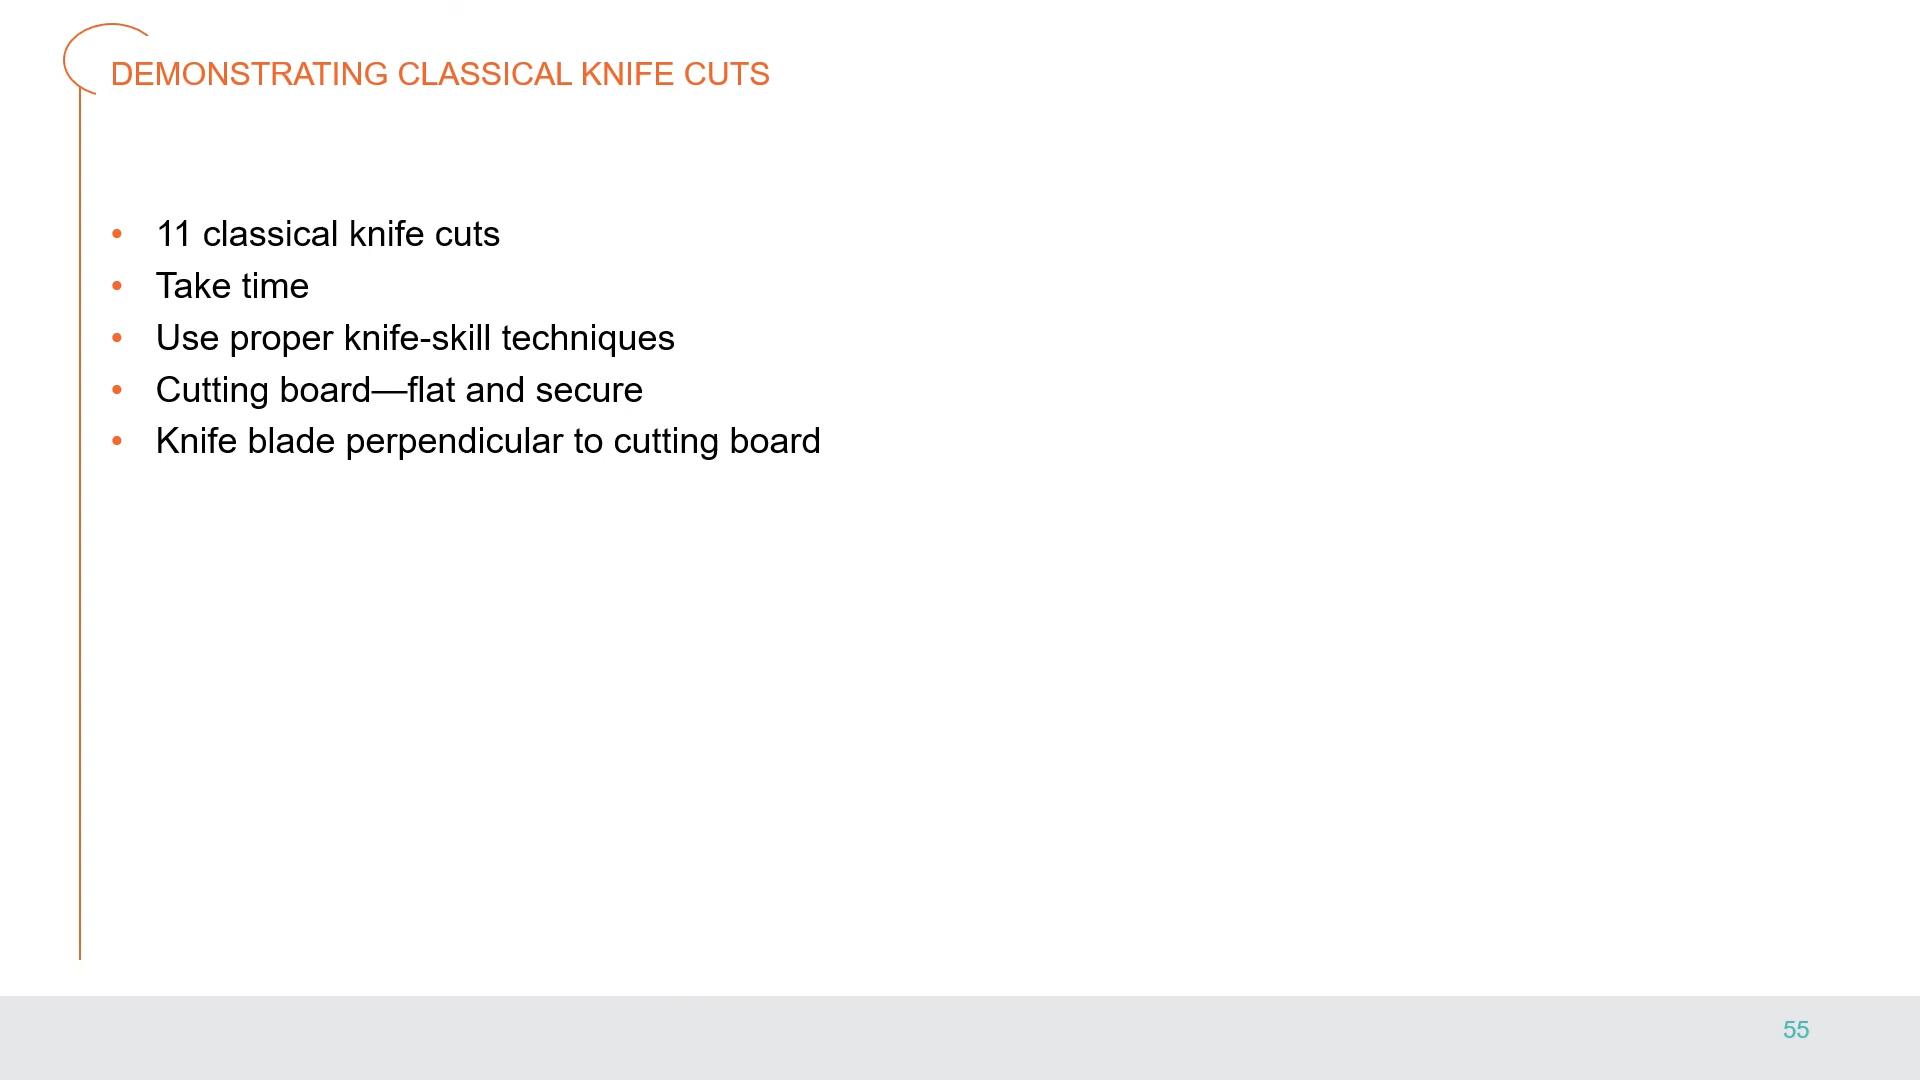 DEMONSTRATING CLASSICAL KNIFE CUTS
• 11 classical knife cuts
• Take time
• Use proper knife-skill techniques
• Cutting board—flat and secure
• Knife blade perpendicular to cutting board
55